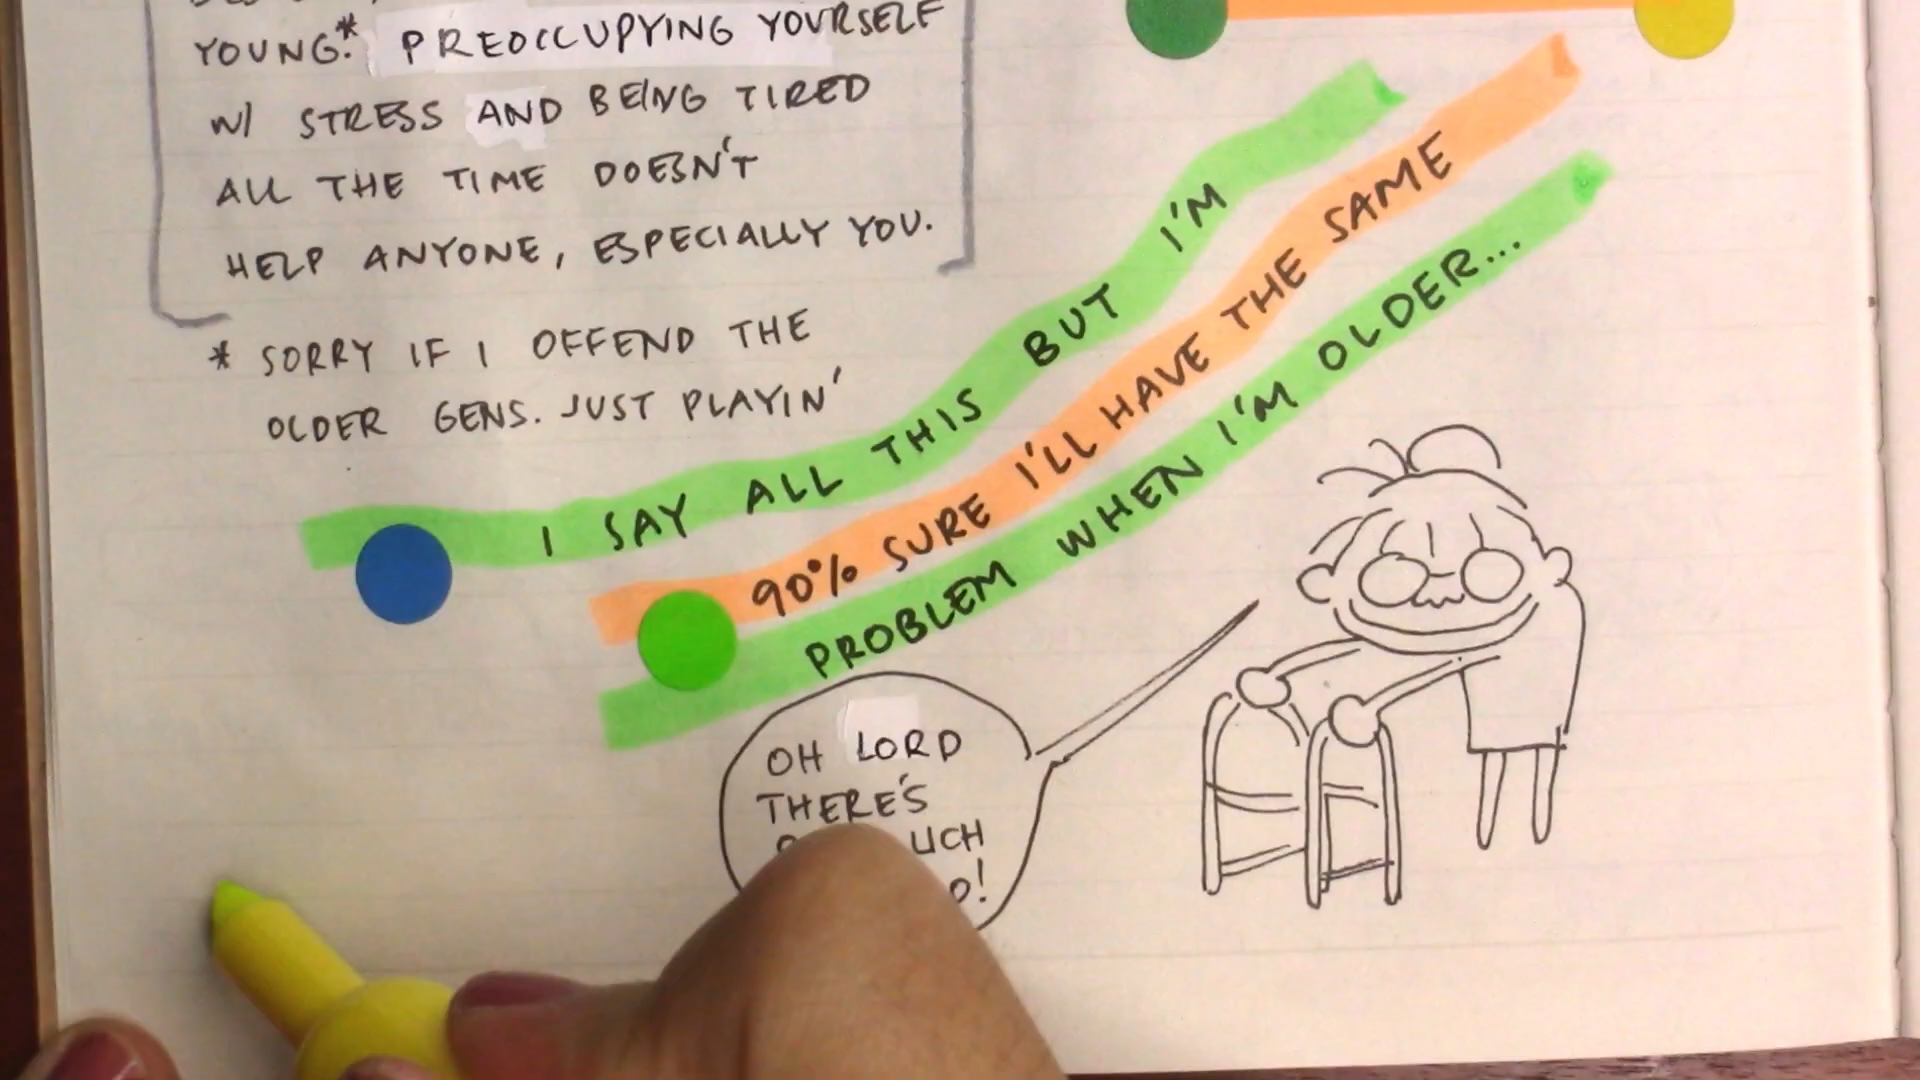 YOUNG.* PREOCCUPYING YOURSELF
W/ STRESS AND BEING TIRED
ALL THE TIME DOESN'T
HELP ANYONE, ESPECIALLY YOU.
* SORRY IF I OFFEND THE
OLDER GENS. JUST PLAYIN'
I SAY ALL THIS BUT I'M
90% SURE I'LL HAVE THE SAME
PROBLEM WHEN I'M OLDER...
OH LORD
THERE'S